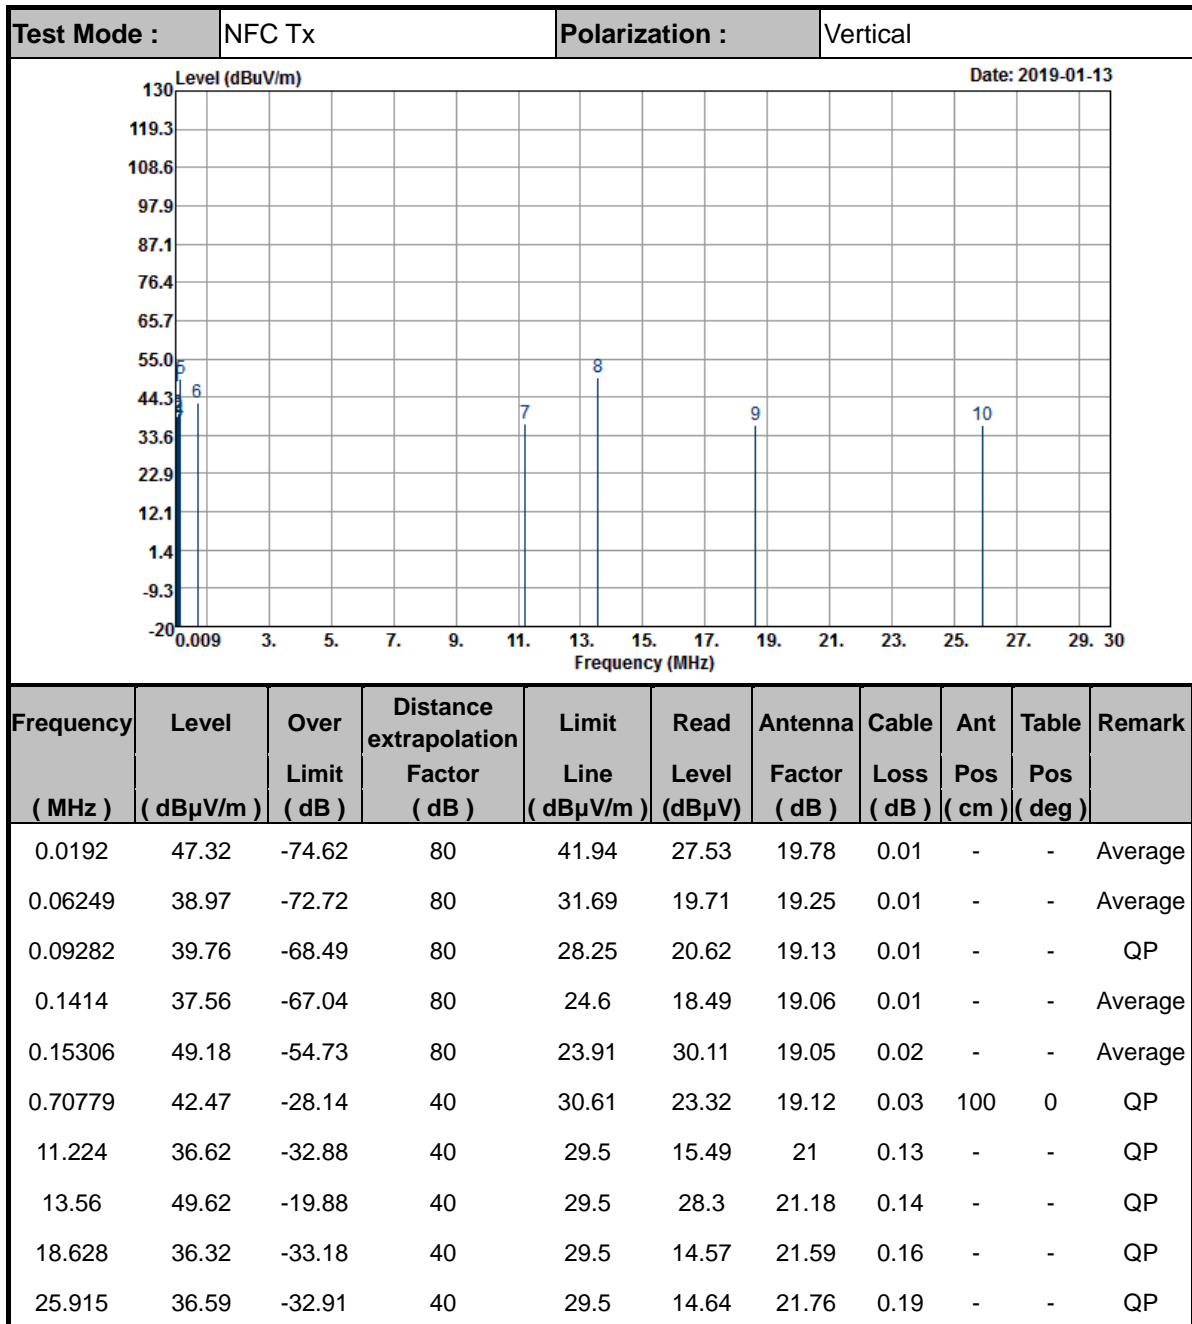 Test Mode : NFC Tx Polarization : Vertical
Level (dBuV/m) Date: 2019-01-13
130
119.3
108.6
97.9
87.1
76.4
65.7
55.0
44.3
33.6
22.9
12.1
1.4
-9.3
-20
5
6
7
8
9
10
0.009 3. 5. 7. 9. 11. 13. 15. 17. 19. 21. 23. 25. 27. 29. 30
Frequency (MHz)
Frequency Level Over Distance extrapolation Limit Read Antenna Cable Ant Table Remark
Limit Factor Line Level Factor Loss Pos Pos
( MHz ) ( dBµV/m ) ( dB ) ( dB ) ( dBµV/m ) (dBµV) ( dB ) ( dB ) ( cm ) ( deg )
0.0192 47.32 -74.62 80 41.94 27.53 19.78 0.01 - - Average
0.06249 38.97 -72.72 80 31.69 19.71 19.25 0.01 - - Average
0.09282 39.76 -68.49 80 28.25 20.62 19.13 0.01 - - QP
0.1414 37.56 -67.04 80 24.6 18.49 19.06 0.01 - - Average
0.15306 49.18 -54.73 80 23.91 30.11 19.05 0.02 - - Average
0.70779 42.47 -28.14 40 30.61 23.32 19.12 0.03 100 0 QP
11.224 36.62 -32.88 40 29.5 15.49 21 0.13 - - QP
13.56 49.62 -19.88 40 29.5 28.3 21.18 0.14 - - QP
18.628 36.32 -33.18 40 29.5 14.57 21.59 0.16 - - QP
25.915 36.59 -32.91 40 29.5 14.64 21.76 0.19 - - QP